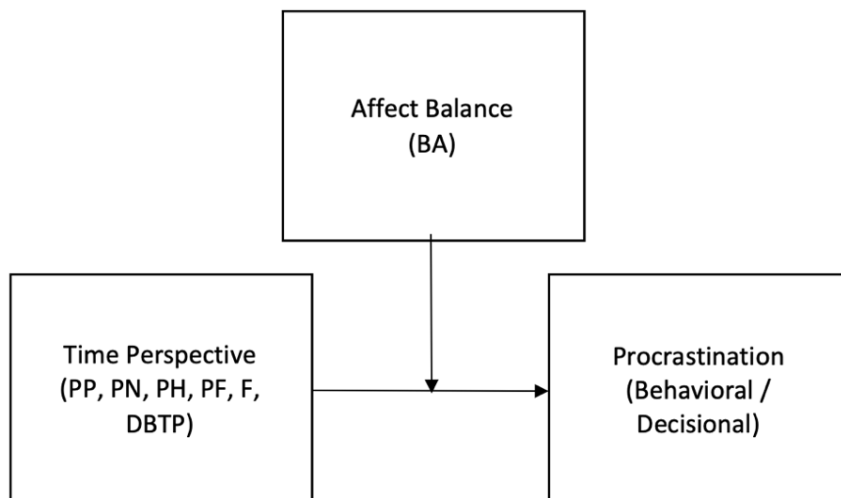 Affect Balance
(BA)
Time Perspective
(PP, PN, PH, PF, F,
DBTP)
Procrastination
(Behavioral /
Decisional)